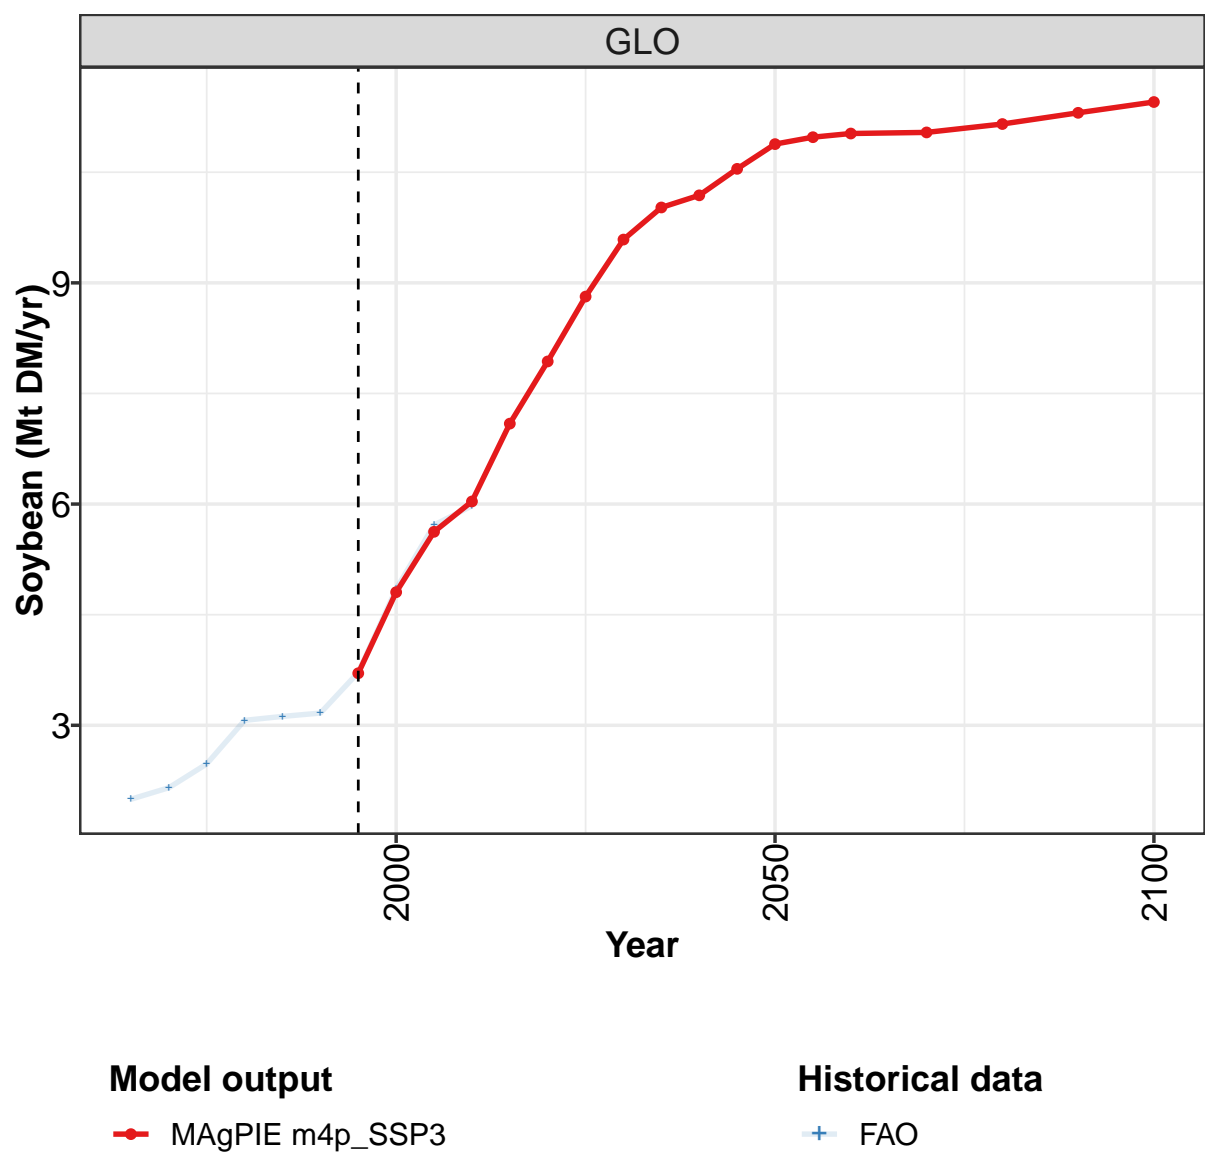 GLO
Soybean (Mt DM/yr)
9
6
3
2000
2050
2100
Year
Model output
MAgPIE m4p_SSP3
Historical data
FAO